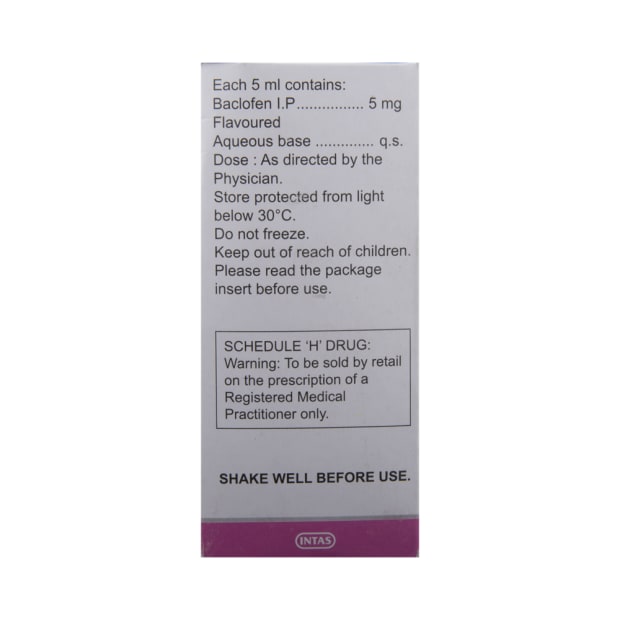 Each 5 ml contains:
Baclofen I.P................ 5 mg
Flavoured
Aqueous base .............. q.s.
Dose : As directed by the
Physician.
Store protected from light
below 30°C.
Do not freeze.
Keep out of reach of children.
Please read the package
insert before use.
SCHEDULE 'H' DRUG:
Warning: To be sold by retail
on the prescription of a
Registered Medical
Practitioner only.
SHAKE WELL BEFORE USE.
INTAS